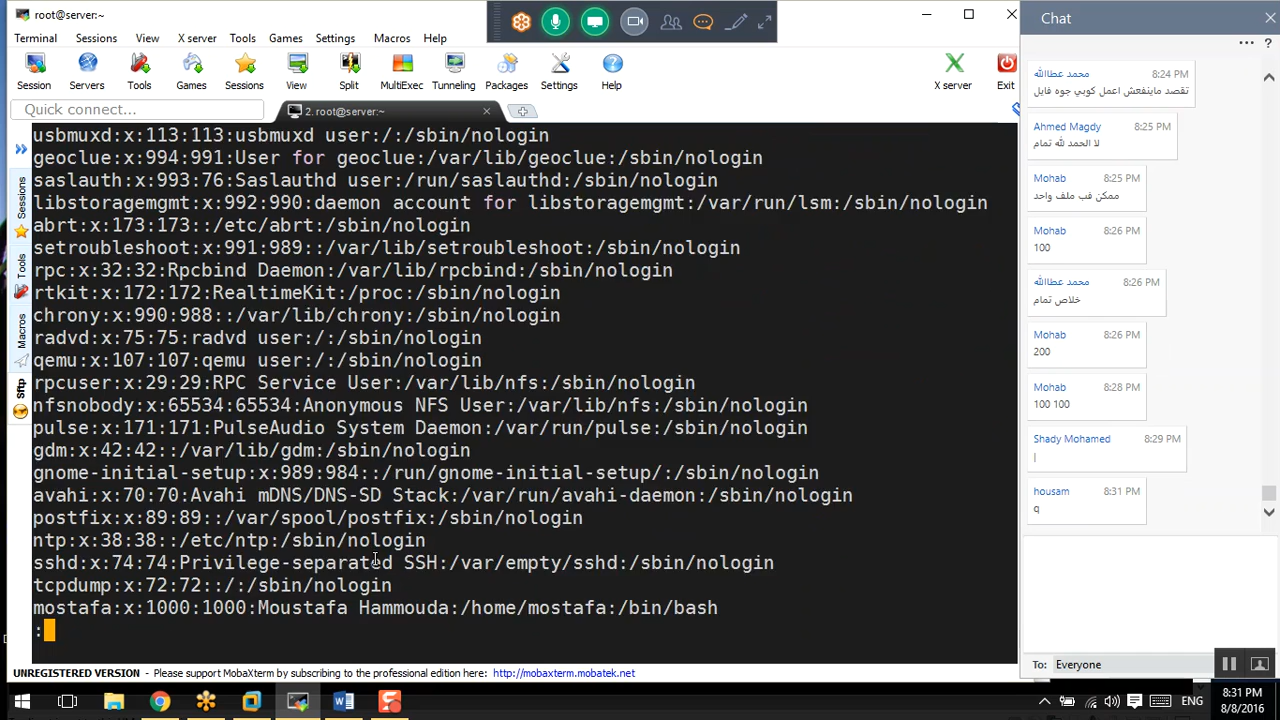 root@server:~
Terminal Sessions View X server Tools Games Settings Macros Help
Session Servers Tools Games Sessions View Split MultiExec Tunneling Packages Settings Help X server Exit
Quick connect...
2. root@server:~
Sessions
Tools
Macros
Sftp
usbmuxd:x:113:113:usbmuxd user:/:/sbin/nologin
geoclue:x:994:991:User for geoclue:/var/lib/geoclue:/sbin/nologin
saslauth:x:993:76:Saslauthd user:/run/saslauthd:/sbin/nologin
libstoragemgmt:x:992:990:daemon account for libstoragemgmt:/var/run/lsm:/sbin/nologin
abrt:x:173:173::/etc/abrt:/sbin/nologin
setroubleshoot:x:991:989::/var/lib/setroubleshoot:/sbin/nologin
rpc:x:32:32:Rpcbind Daemon:/var/lib/rpcbind:/sbin/nologin
rtkit:x:172:172:RealtimeKit:/proc:/sbin/nologin
chrony:x:990:988::/var/lib/chrony:/sbin/nologin
radvd:x:75:75:radvd user:/:/sbin/nologin
qemu:x:107:107:qemu user:/:/sbin/nologin
rpcuser:x:29:29:RPC Service User:/var/lib/nfs:/sbin/nologin
nfsnobody:x:65534:65534:Anonymous NFS User:/var/lib/nfs:/sbin/nologin
pulse:x:171:171:PulseAudio System Daemon:/var/run/pulse:/sbin/nologin
gdm:x:42:42::/var/lib/gdm:/sbin/nologin
gnome-initial-setup:x:989:984::/run/gnome-initial-setup/:/sbin/nologin
avahi:x:70:70:Avahi mDNS/DNS-SD Stack:/var/run/avahi-daemon:/sbin/nologin
postfix:x:89:89::/var/spool/postfix:/sbin/nologin
ntp:x:38:38::/etc/ntp:/sbin/nologin
sshd:x:74:74:Privilege-separated SSH:/var/empty/sshd:/sbin/nologin
tcpdump:x:72:72::/:/sbin/nologin
mostafa:x:1000:1000:Moustafa Hammouda:/home/mostafa:/bin/bash
:
UNREGISTERED VERSION - Please support MobaXterm by subscribing to the professional edition here: http://mobaxterm.mobatek.net
Chat
... ?
محمد عطاالله 8:24 PM
تقصد ماينفعش اعمل كوبي جوه فايل
Ahmed Magdy 8:25 PM
لا الحمد لله تمام
Mohab 8:25 PM
ممكن فب ملف واحد
Mohab 8:26 PM
100
محمد عطاالله 8:26 PM
خلاص تمام
Mohab 8:26 PM
200
Mohab 8:28 PM
100 100
Shady Mohamed 8:29 PM
|
housam 8:31 PM
q
To: Everyone
ENG
8:31 PM
8/8/2016